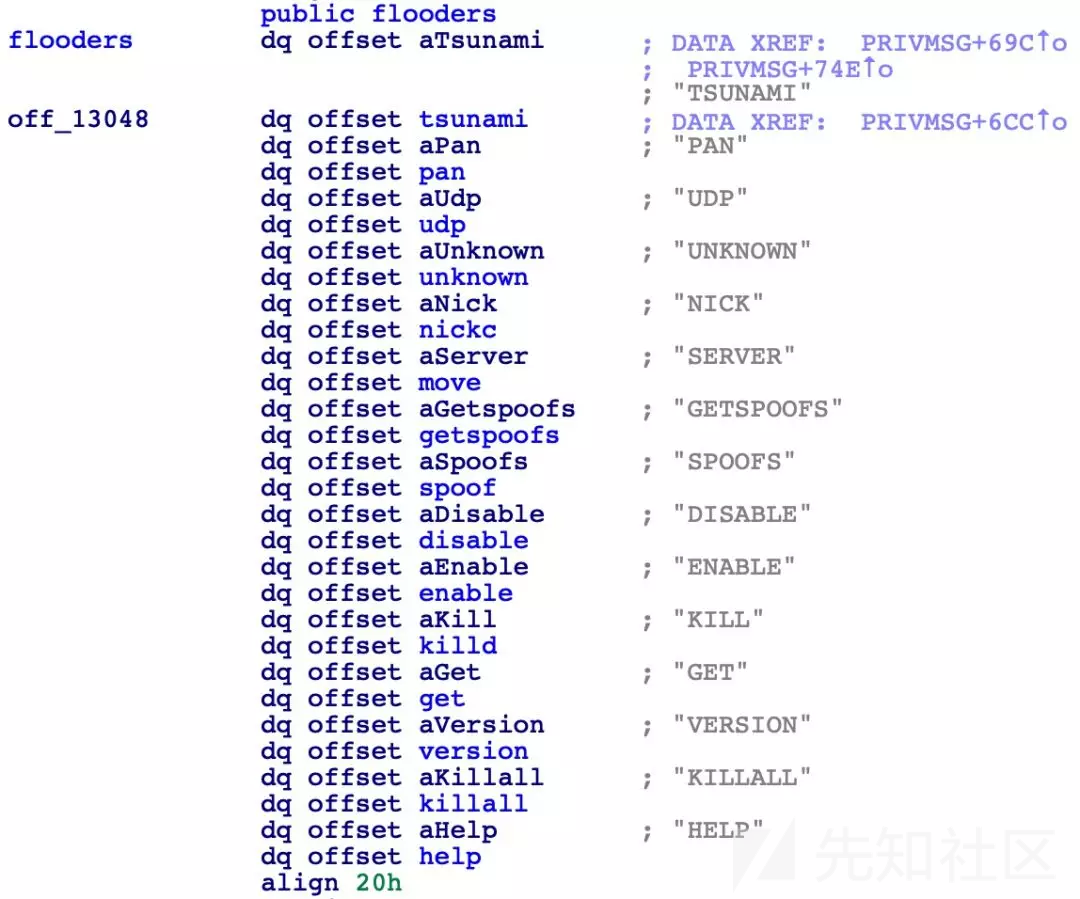 public flooders
flooders dq offset aTsunami ; DATA XREF: PRIVMSG+69C↑o
; PRIVMSG+74E↑o
; "TSUNAMI"
off_13048 dq offset tsunami ; DATA XREF: PRIVMSG+6CC↑o
dq offset aPan ; "PAN"
dq offset pan
dq offset aUdp ; "UDP"
dq offset udp
dq offset aUnknown ; "UNKNOWN"
dq offset unknown
dq offset aNick ; "NICK"
dq offset nickc
dq offset aServer ; "SERVER"
dq offset move
dq offset aGetspoofs ; "GETSPOOFS"
dq offset getspoofs
dq offset aSpoofs ; "SPOOFS"
dq offset spoof
dq offset aDisable ; "DISABLE"
dq offset disable
dq offset aEnable ; "ENABLE"
dq offset enable
dq offset aKill ; "KILL"
dq offset killd
dq offset aGet ; "GET"
dq offset get
dq offset aVersion ; "VERSION"
dq offset version
dq offset aKillall ; "KILLALL"
dq offset killall
dq offset aHelp ; "HELP"
dq offset help
align 20h
先知社区